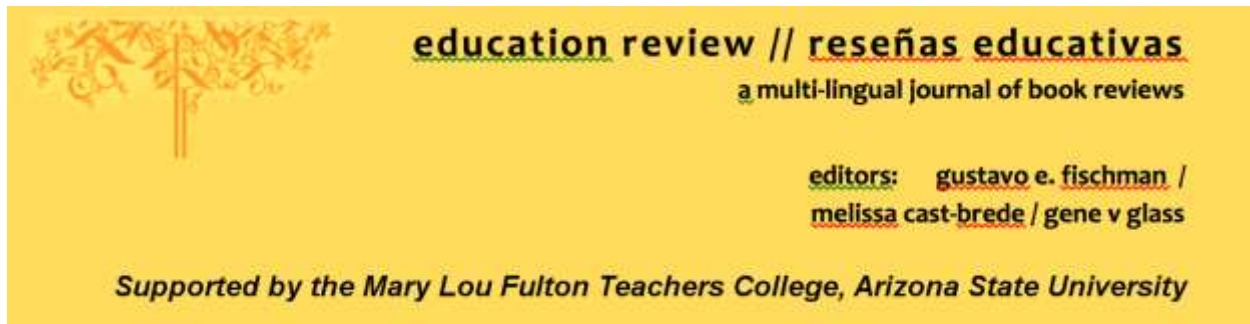 education review // reseñas educativas
a multi-lingual journal of book reviews
editors: gustavo e. fischman /
melissa cast-brede / gene v glass
Supported by the Mary Lou Fulton Teachers College, Arizona State University